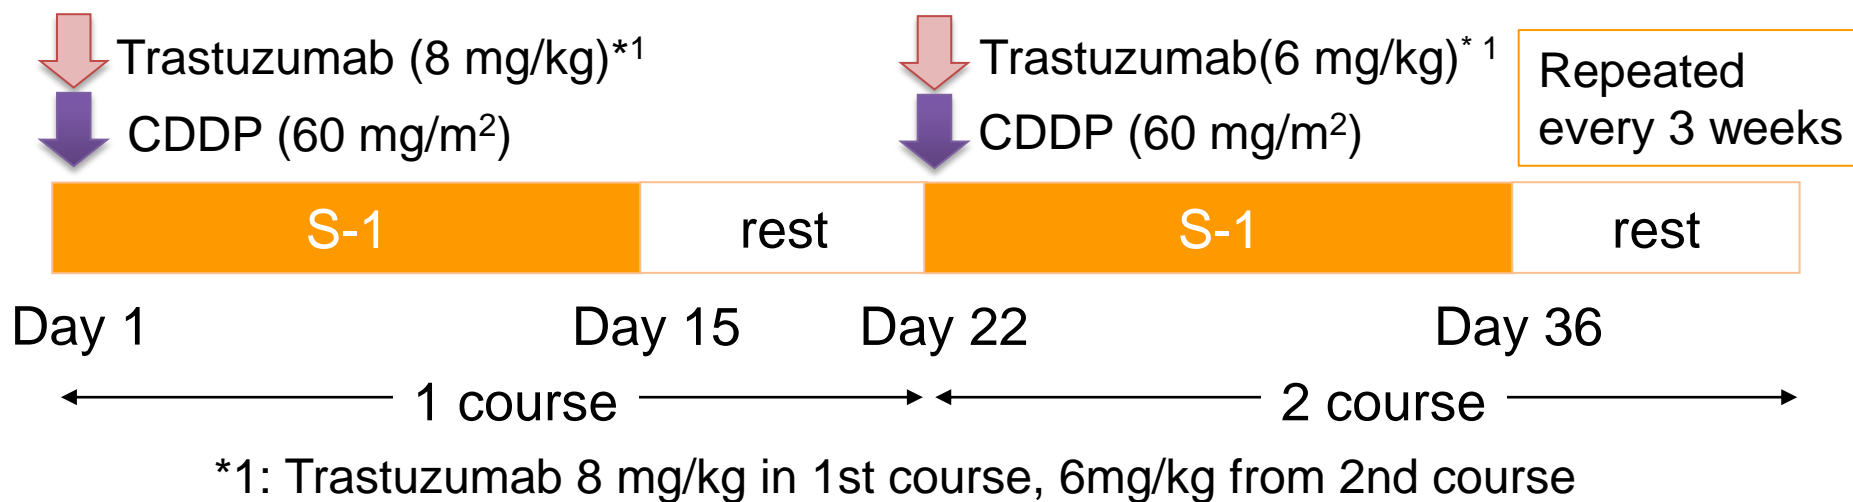 Trastuzumab (8 mg/kg)*1
CDDP (60 mg/m2)
Trastuzumab(6 mg/kg)* 1
CDDP (60 mg/m2)
Repeated
every 3 weeks
S-1 rest S-1 rest
Day 1 Day 15 Day 22 Day 36
1 course 2 course
*1: Trastuzumab 8 mg/kg in 1st course, 6mg/kg from 2nd course